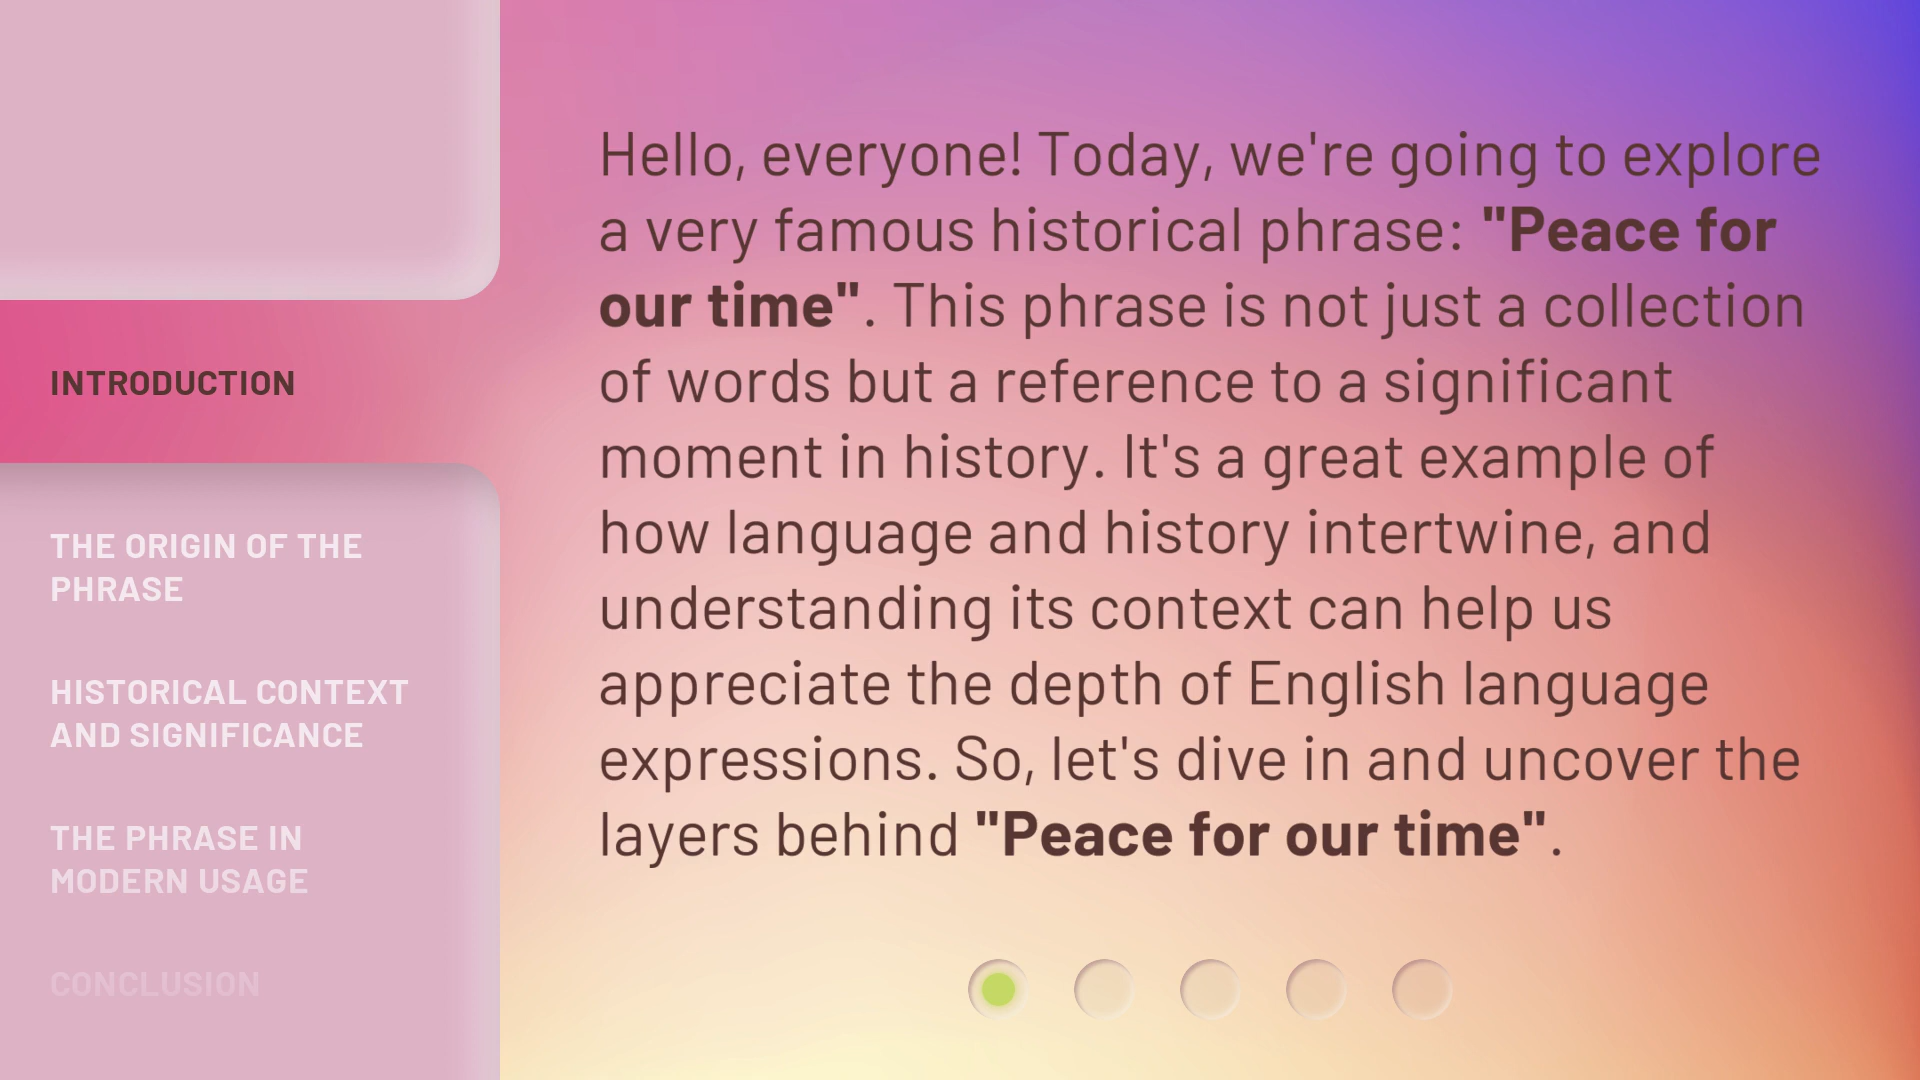 INTRODUCTION
THE ORIGIN OF THE
PHRASE
HISTORICAL CONTEXT
AND SIGNIFICANCE
THE PHRASE IN
MODERN USAGE
CONCLUSION
Hello, everyone! Today, we're going to explore
a very famous historical phrase: "Peace for
our time". This phrase is not just a collection
of words but a reference to a significant
moment in history. It's a great example of
how language and history intertwine, and
understanding its context can help us
appreciate the depth of English language
expressions. So, let's dive in and uncover the
layers behind "Peace for our time".